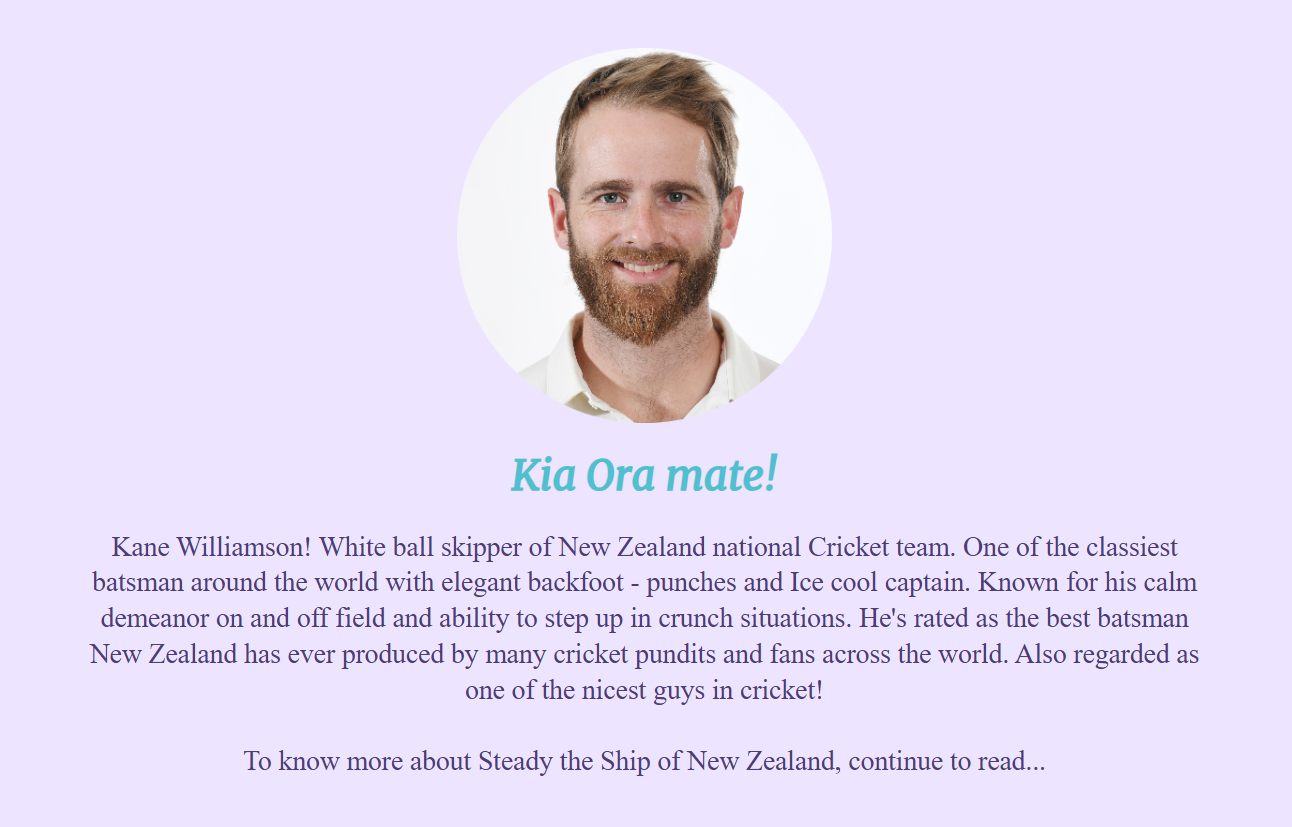 Kia Ora mate!
Kane Williamson! White ball skipper of New Zealand national Cricket team. One of the classiest
batsman around the world with elegant backfoot - punches and Ice cool captain. Known for his calm
demeanor on and off field and ability to step up in crunch situations. He's rated as the best batsman
New Zealand has ever produced by many cricket pundits and fans across the world. Also regarded as
one of the nicest guys in cricket!
To know more about Steady the Ship of New Zealand, continue to read...